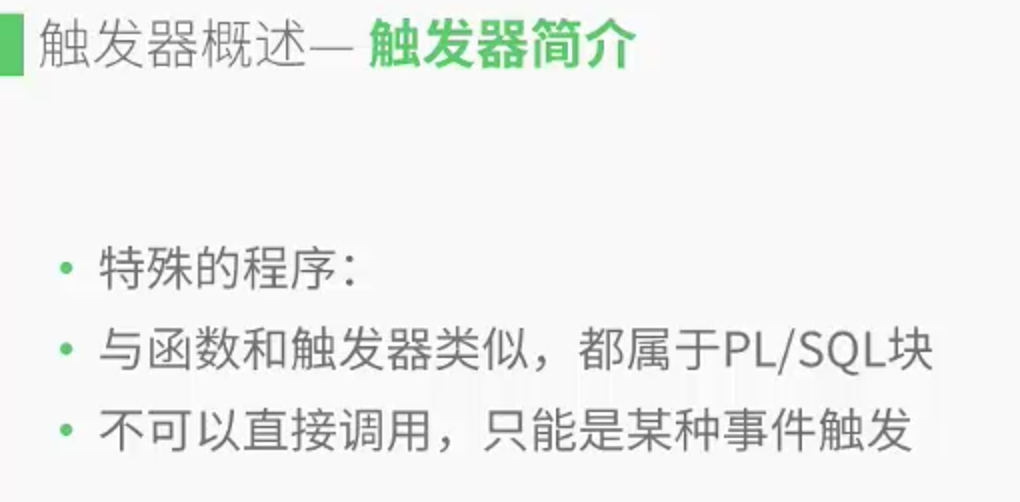 触发器概述— 触发器简介
• 特殊的程序：
• 与函数和触发器类似，都属于PL/SQL块
• 不可以直接调用，只能是某种事件触发